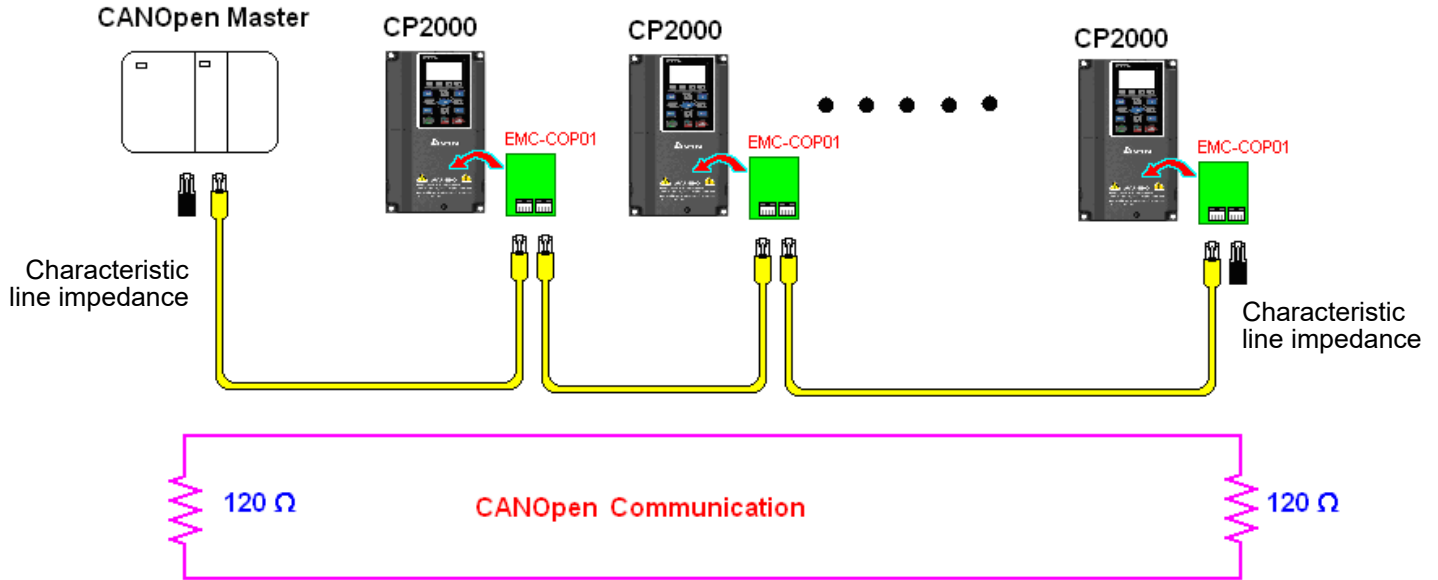 CANOpen Master
CP2000
CP2000
CP2000
EMC-COP01
EMC-COP01
EMC-COP01
Characteristic
line impedance
Characteristic
line impedance
120 Ω
CANOpen Communication
120 Ω